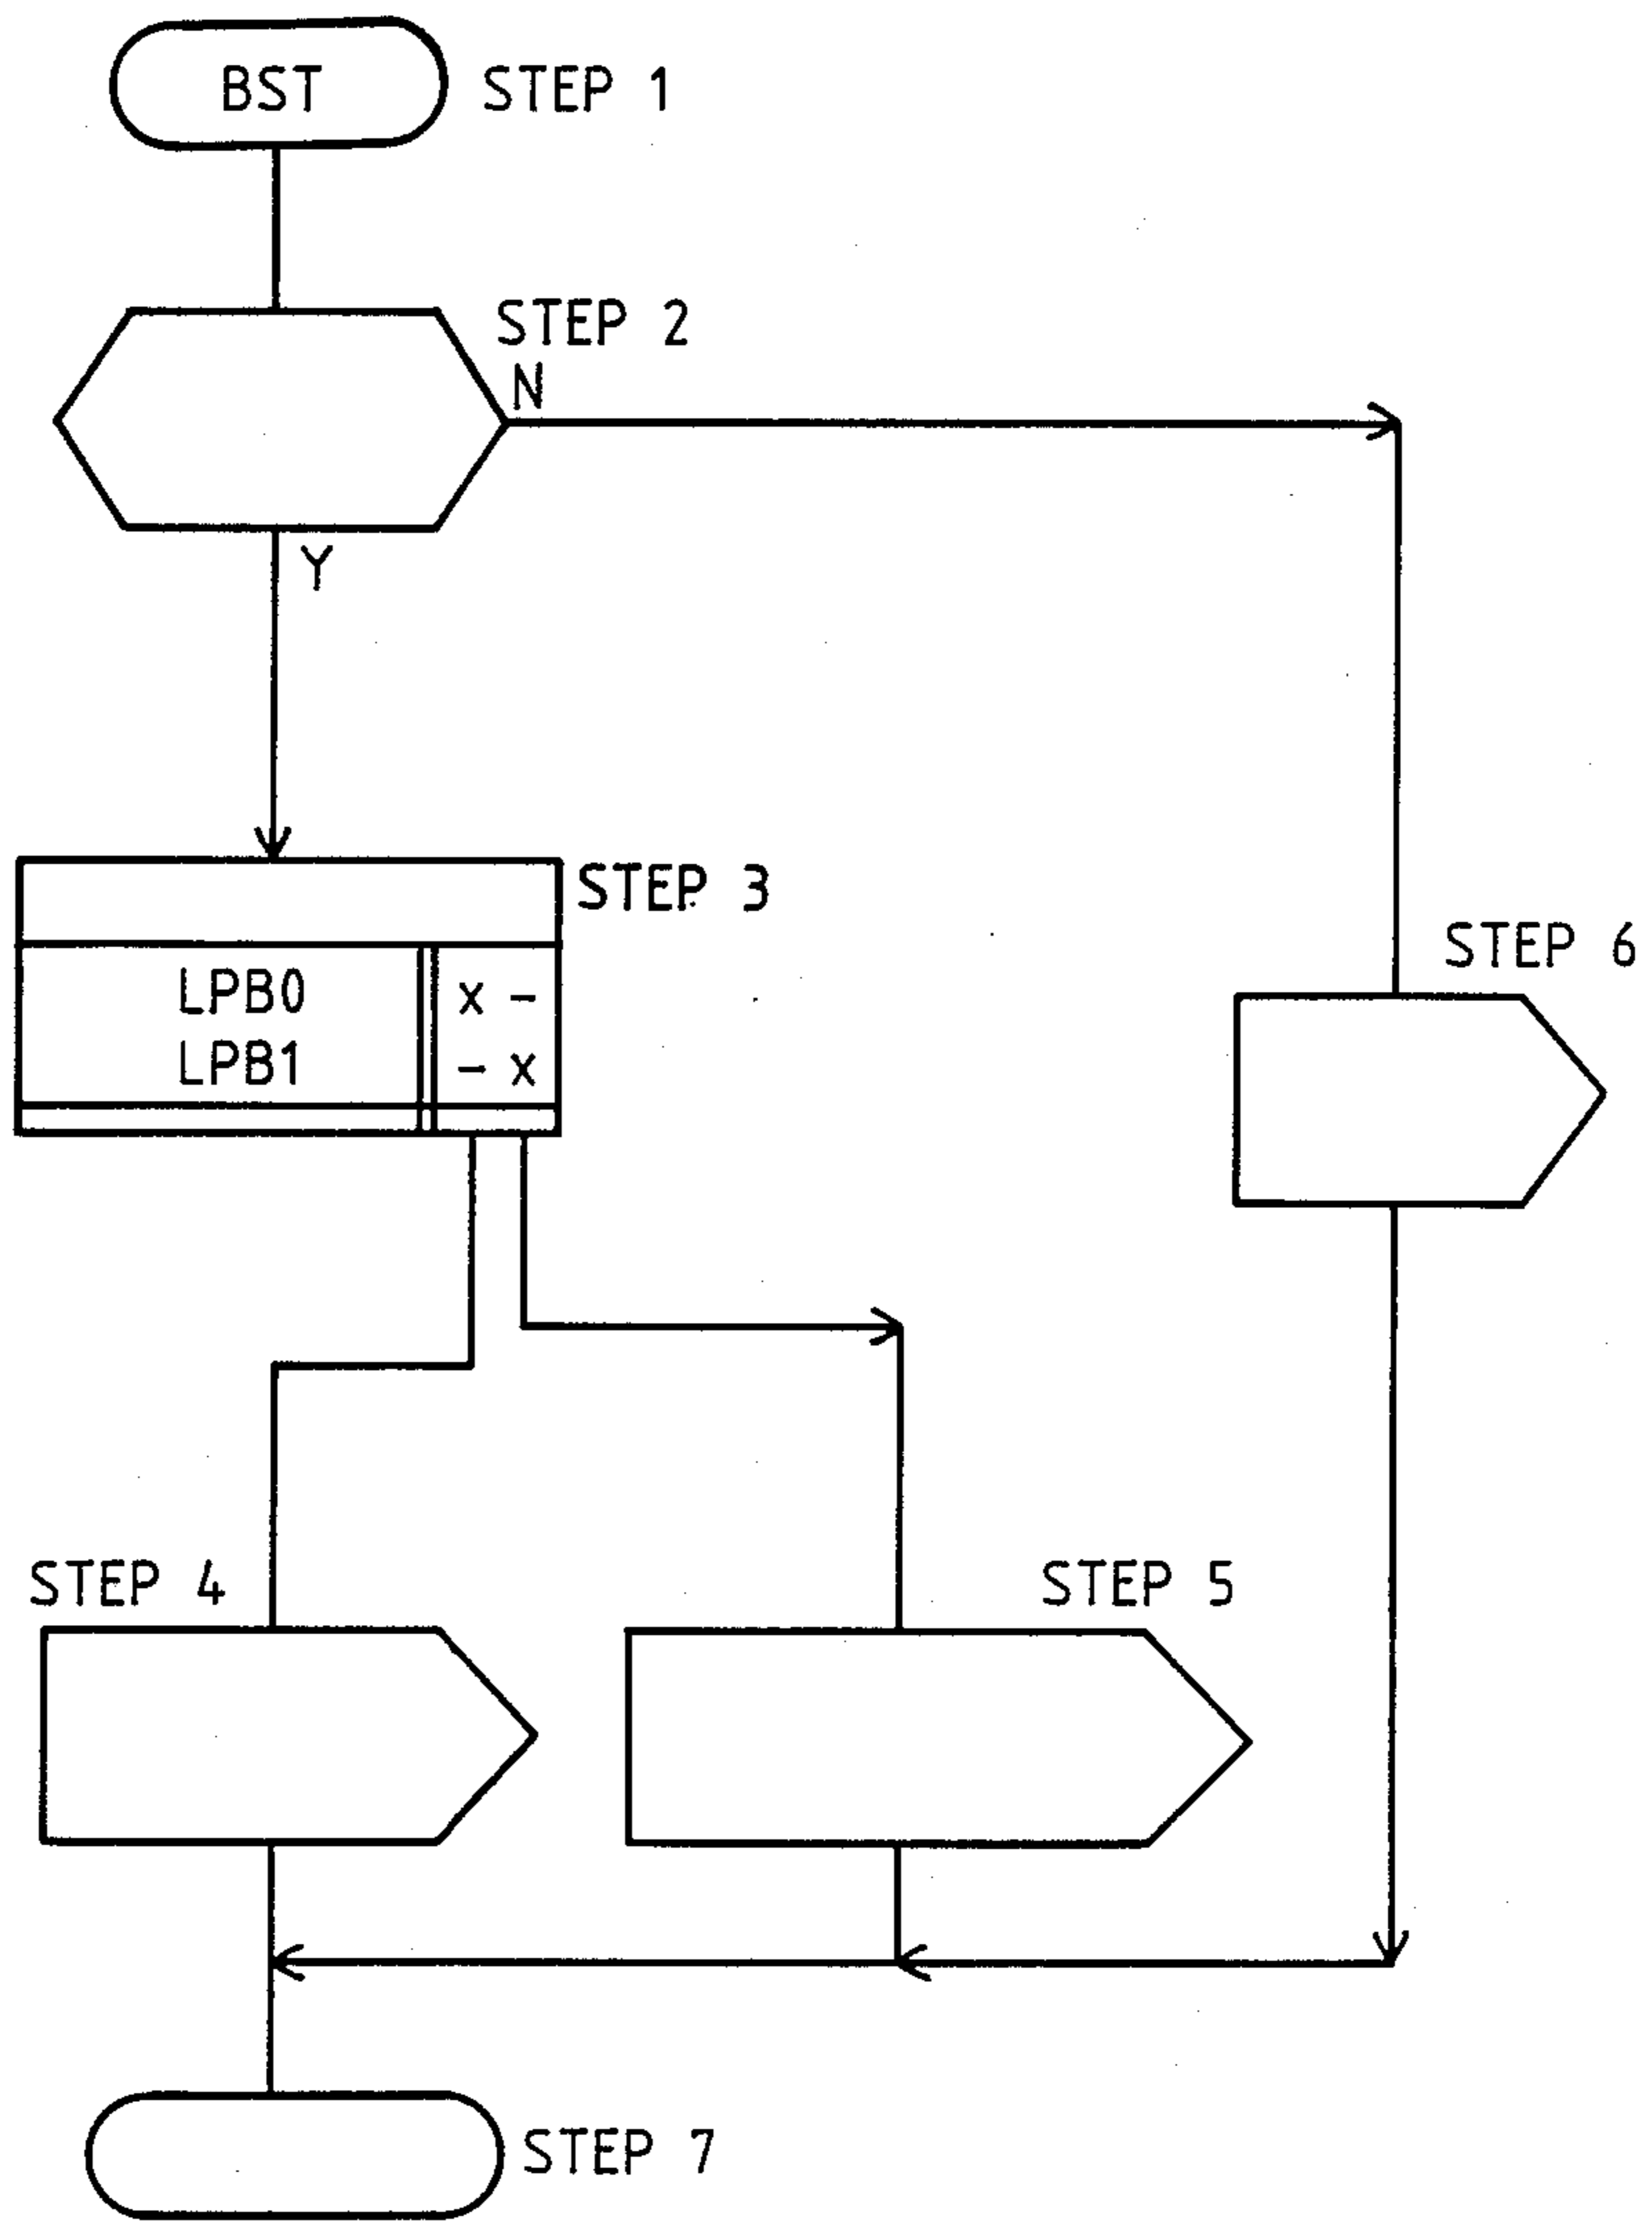 BST STEP 1
STEP 2
N
Y
STEP 3
LPB0 x -
LPB1 - x
STEP 6
STEP 4
STEP 5
STEP 7